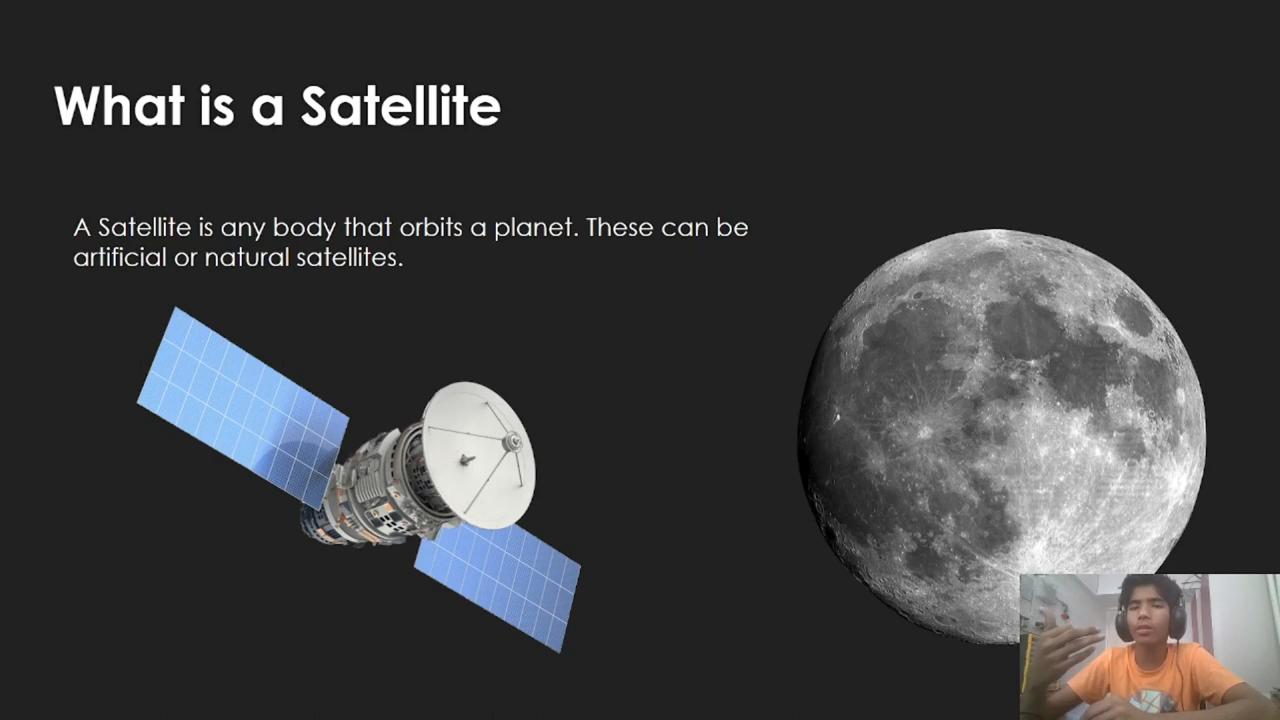 What is a Satellite
A Satellite is any body that orbits a planet. These can be
artificial or natural satellites.